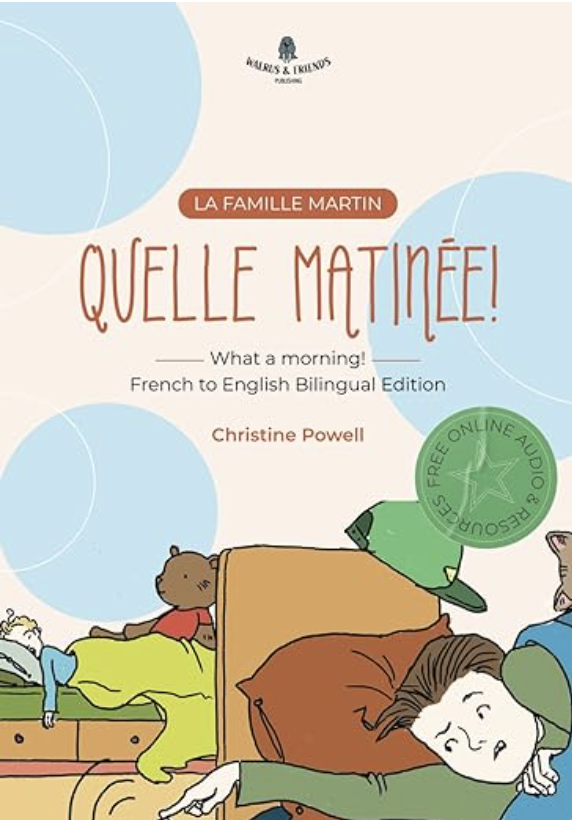 WALRUS & FRIENDS
PUBLISHING
LA FAMILLE MARTIN
QUELLE MATINÉE!
What a morning!
French to English Bilingual Edition
Christine Powell
FREE ONLINE AUDIO & RESOURCES